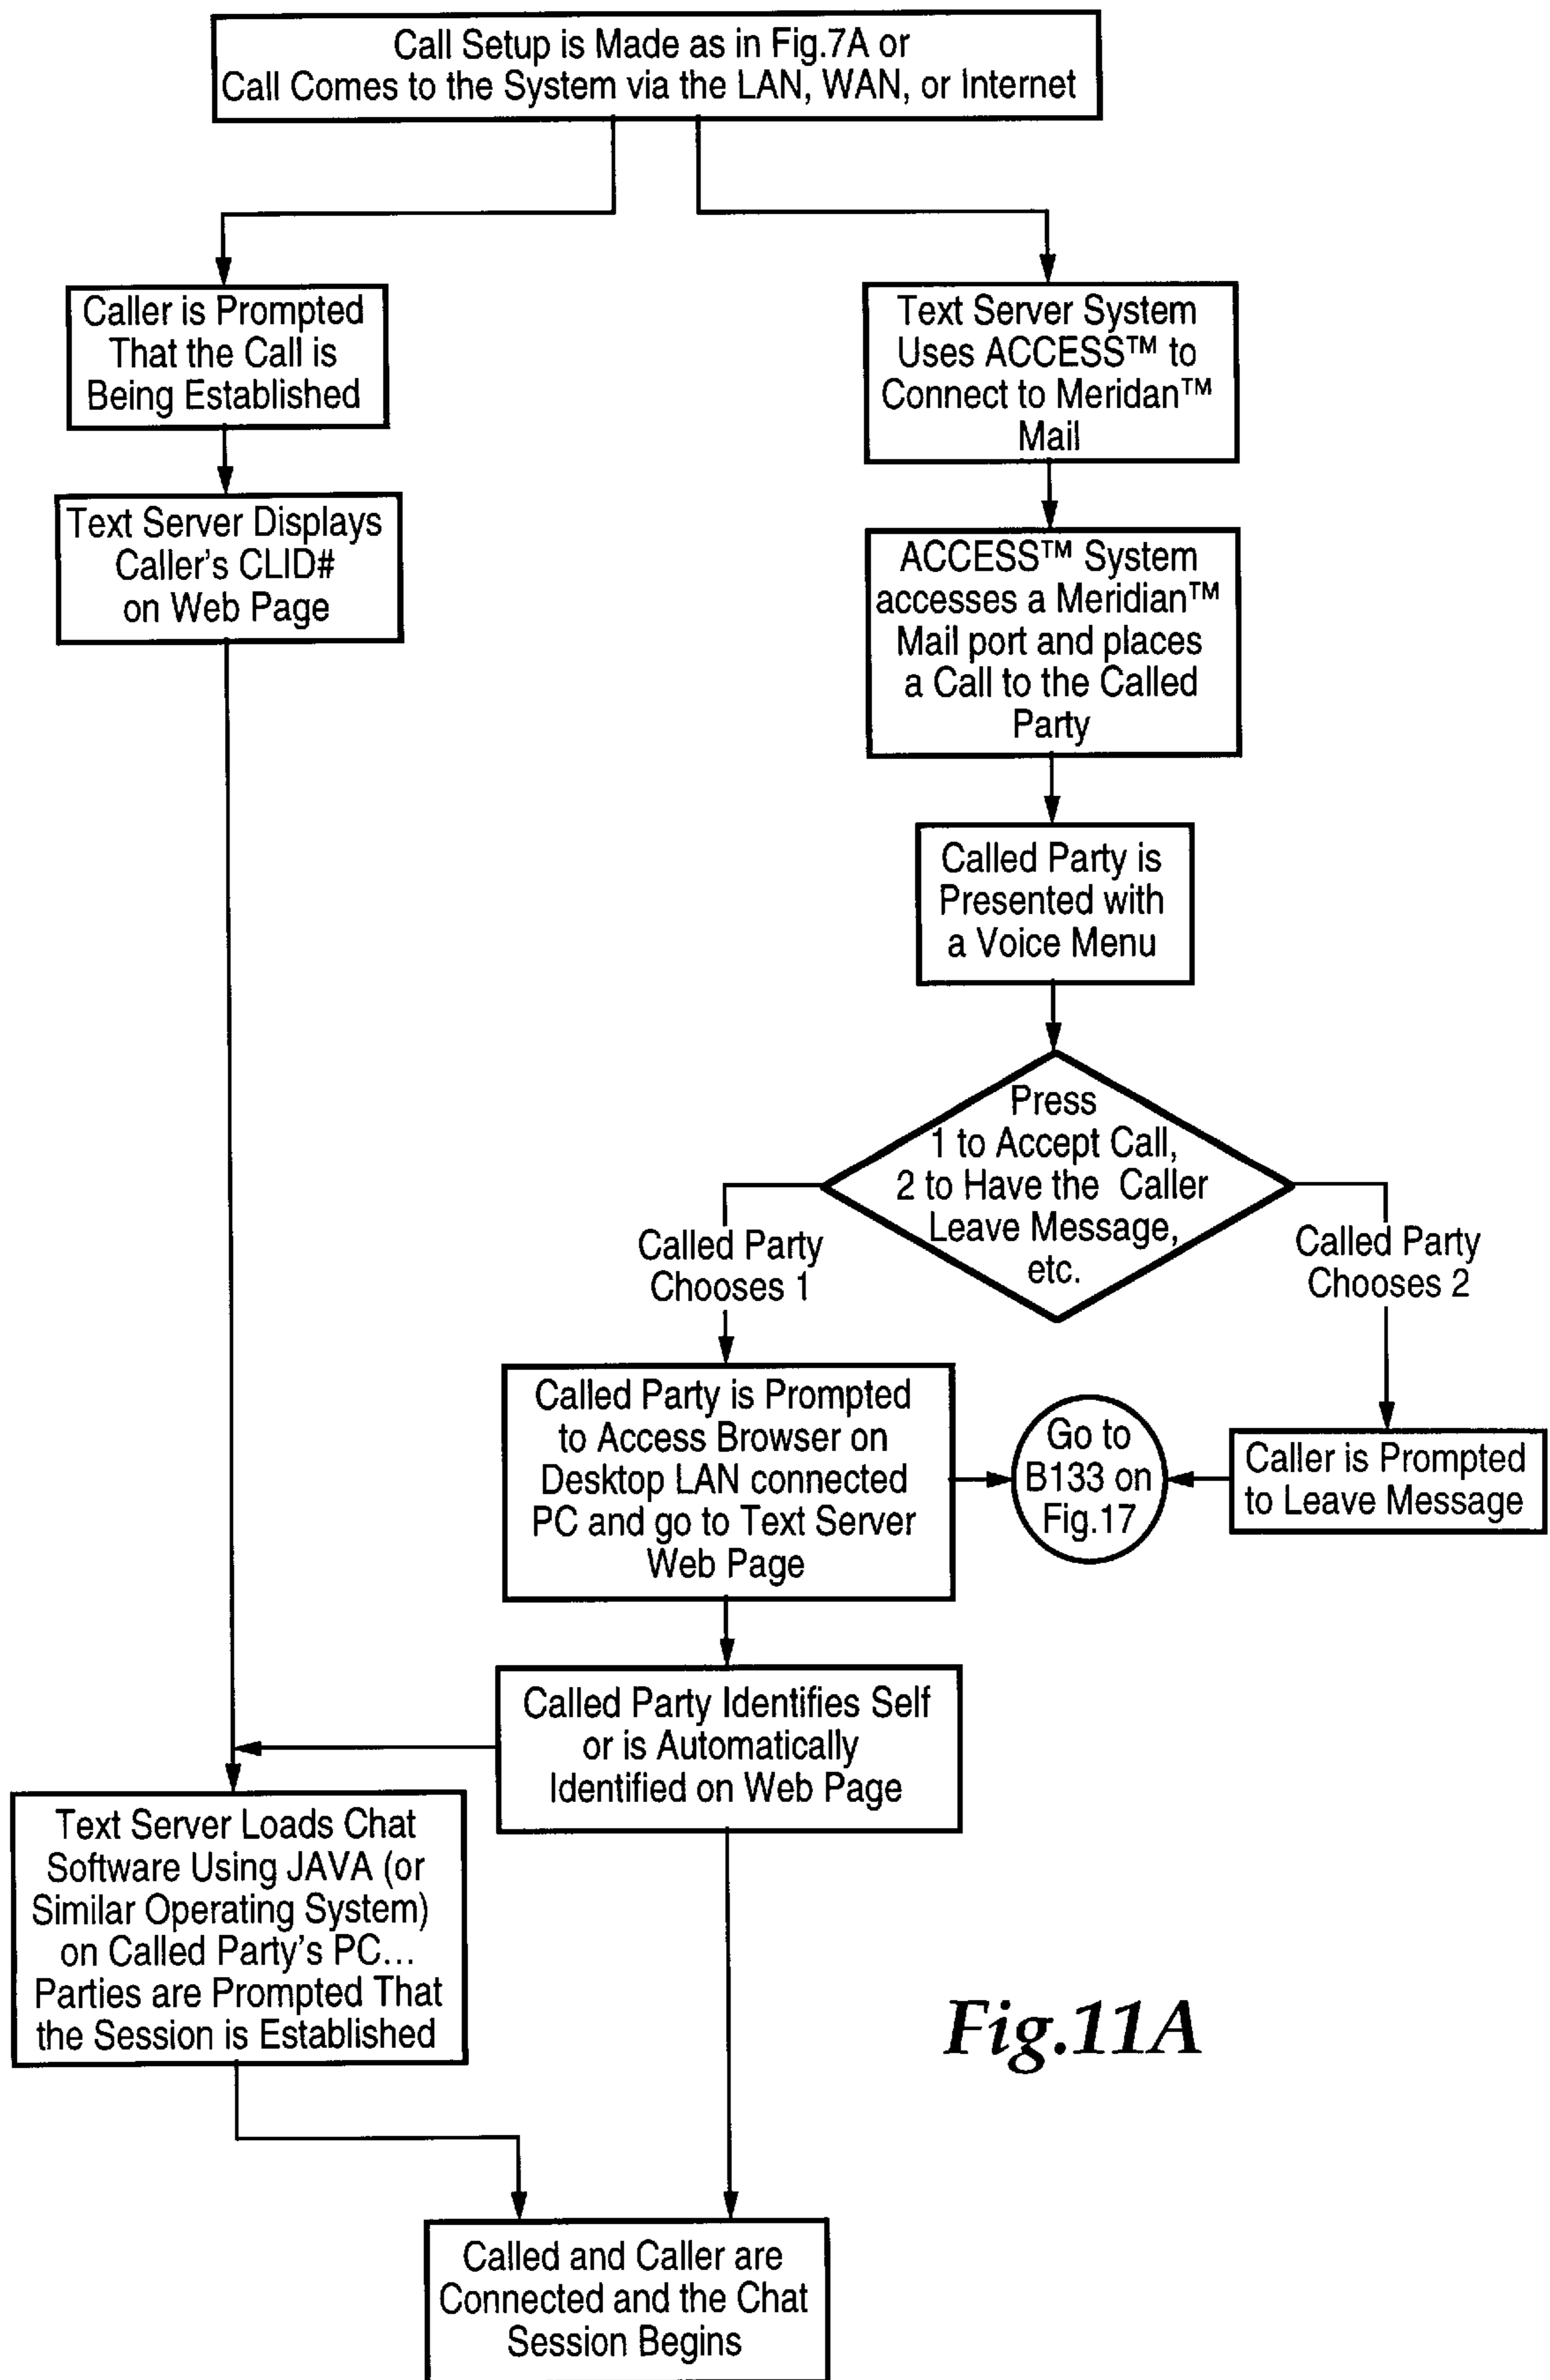 Call Setup is Made as in Fig.7A or
Call Comes to the System via the LAN, WAN, or Internet
Caller is Prompted
That the Call is
Being Established
Text Server System
Uses ACCESS™ to
Connect to Meridan™
Mail
Text Server Displays
Caller's CLID#
on Web Page
ACCESS™ System
accesses a Meridian™
Mail port and places
a Call to the Called
Party
Called Party is
Presented with
a Voice Menu
Press
1 to Accept Call,
2 to Have the Caller
Leave Message,
etc.
Called Party
Chooses 1
Called Party
Chooses 2
Called Party is Prompted
to Access Browser on
Desktop LAN connected
PC and go to Text Server
Web Page
Go to
B133 on
Fig.17
Caller is Prompted
to Leave Message
Called Party Identifies Self
or is Automatically
Identified on Web Page
Text Server Loads Chat
Software Using JAVA (or
Similar Operating System)
on Called Party's PC...
Parties are Prompted That
the Session is Established
Fig.11A
Called and Caller are
Connected and the Chat
Session Begins